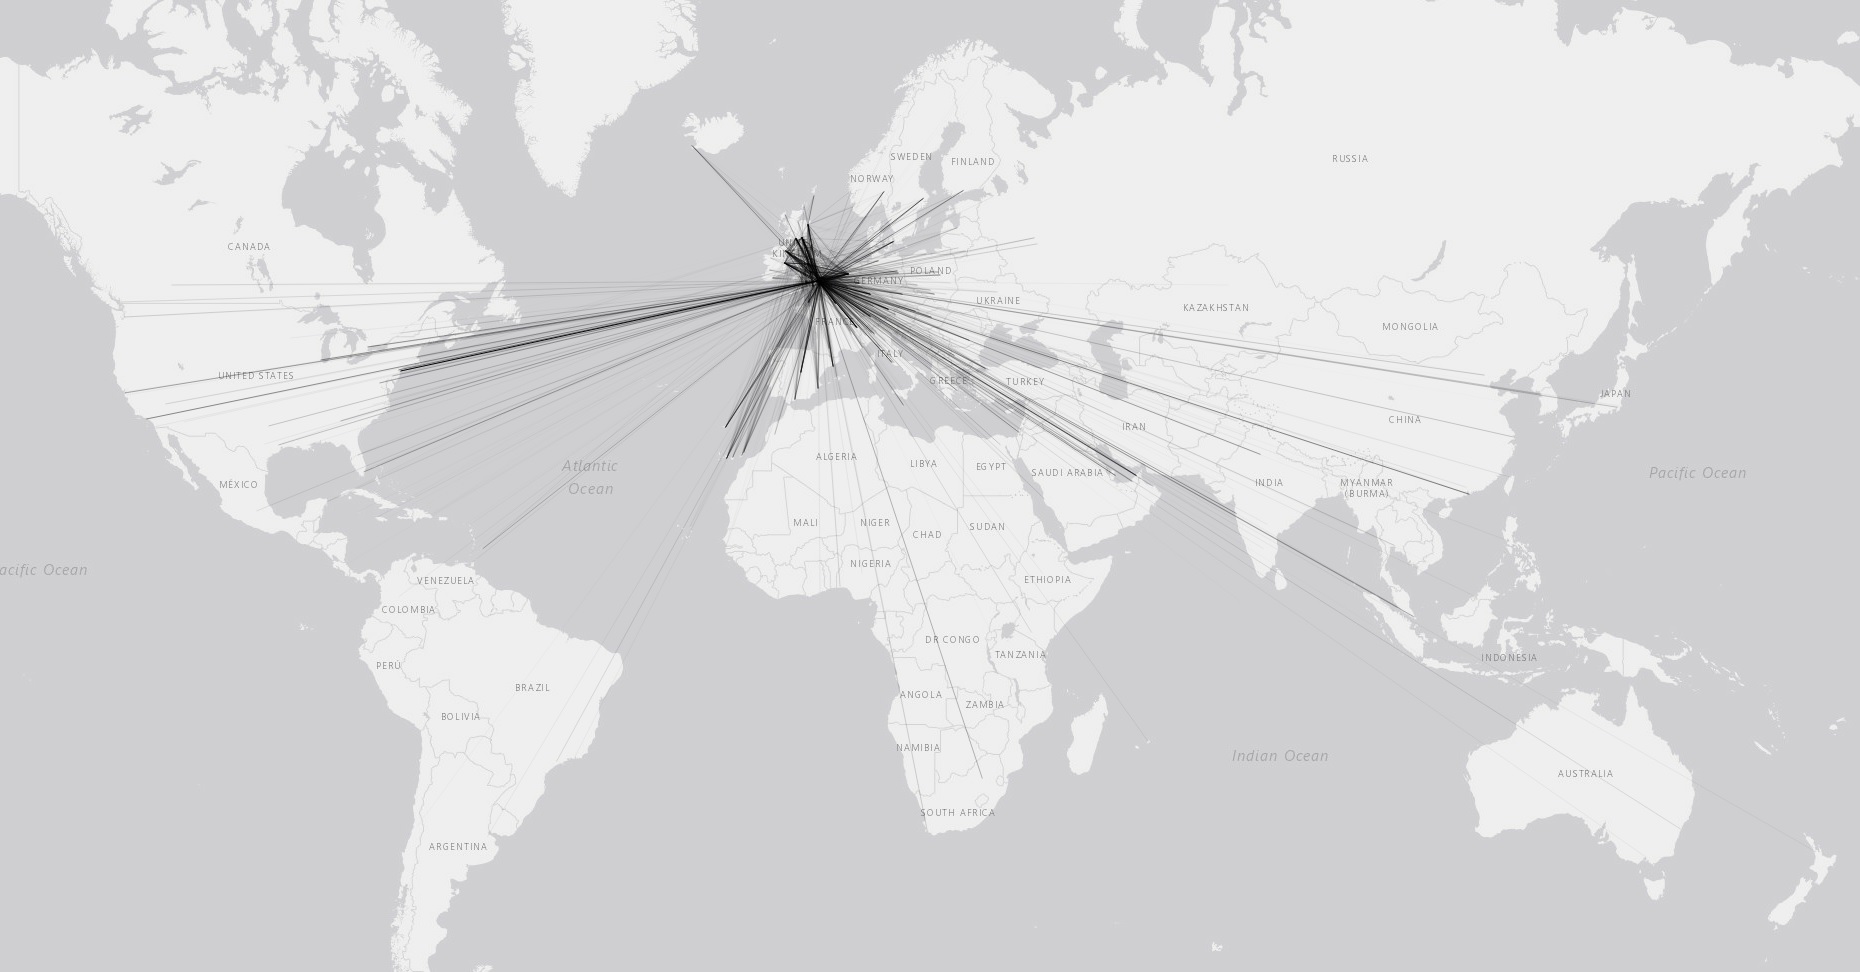 SWEDEN
FINLAND
RUSSIA
NORWAY
CANADA
POLAND
GERMANY
UKRAINE
KAZAKHSTAN
MONGOLIA
FRANCE
ITALY
UNITED STATES
GREECE
TURKEY
JAPAN
CHINA
IRAN
ALGERIA
LIBYA
EGYPT
SAUDI ARABIA
Atlantic
Ocean
Pacific Ocean
MÉXICO
INDIA
MYANMAR
(BURMA)
MALI
NIGER
CHAD
SUDAN
NIGERIA
acific Ocean
VENEZUELA
ETHIOPIA
COLOMBIA
DR CONGO
TANZANIA
INDONESIA
PERÚ
BRAZIL
ANGOLA
ZAMBIA
BOLIVIA
NAMIBIA
Indian Ocean
AUSTRALIA
SOUTH AFRICA
ARGENTINA